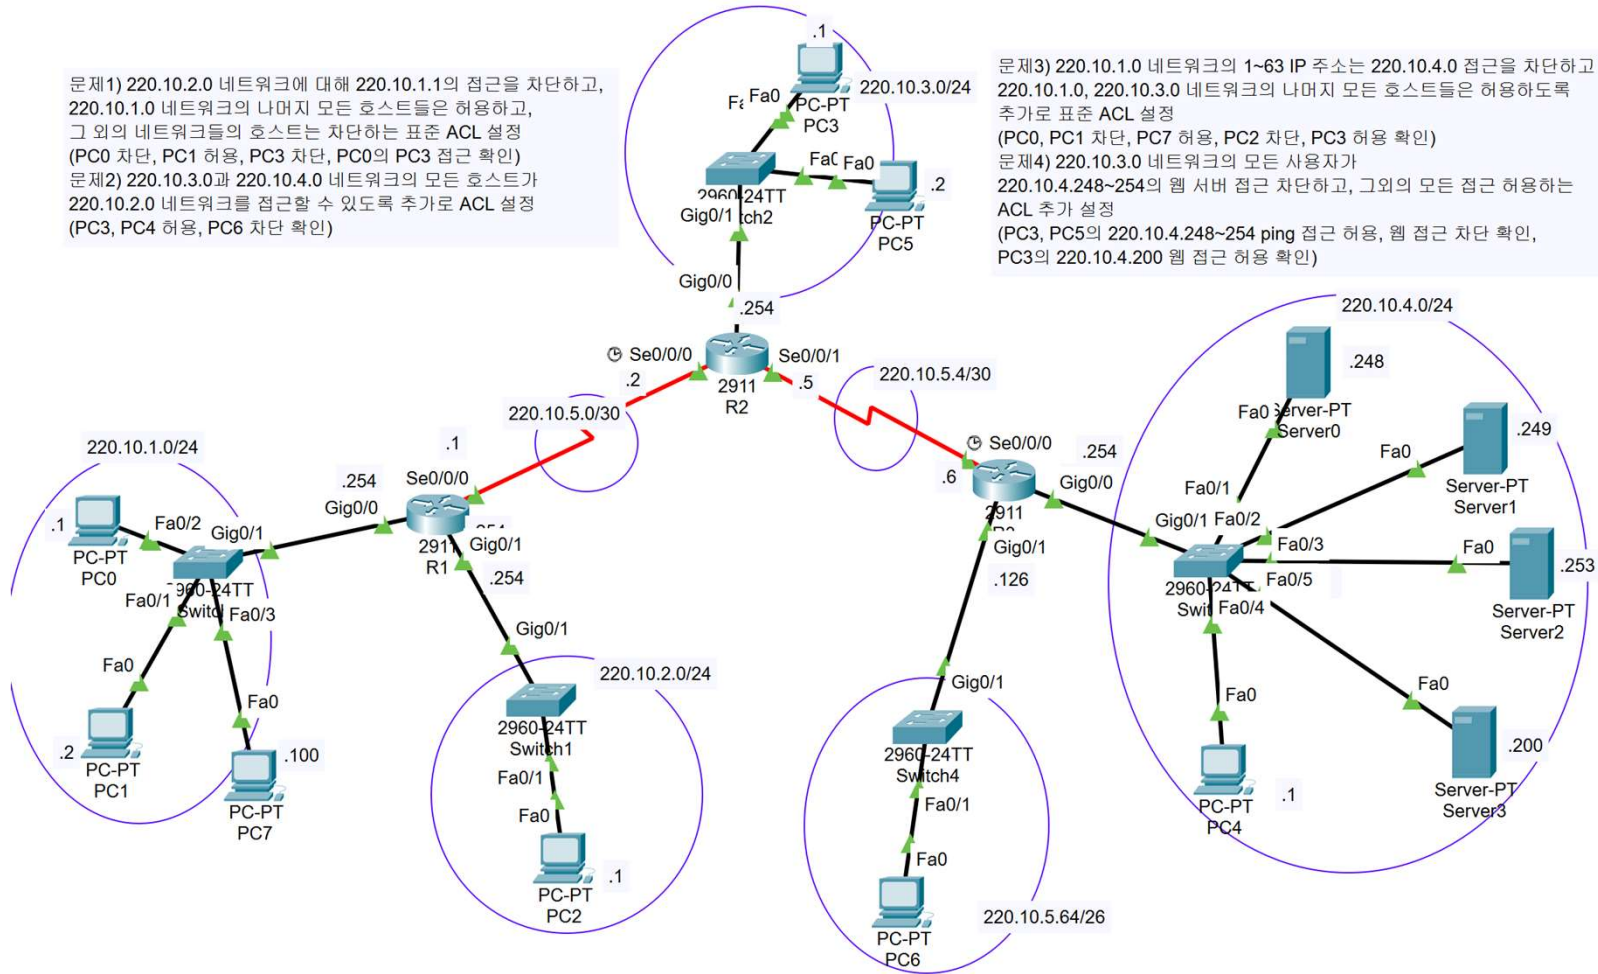 문제1) 220.10.2.0 네트워크에 대해 220.10.1.1의 접근을 차단하고,
220.10.1.0 네트워크의 나머지 모든 호스트들은 허용하고,
그 외의 네트워크들의 호스트는 차단하는 표준 ACL 설정
(PC0 차단, PC1 허용, PC3 차단, PC0의 PC3 접근 확인)
문제2) 220.10.3.0과 220.10.4.0 네트워크의 모든 호스트가
220.10.2.0 네트워크를 접근할 수 있도록 추가로 ACL 설정
(PC3, PC4 허용, PC6 차단 확인)
문제3) 220.10.1.0 네트워크의 1~63 IP 주소는 220.10.4.0 접근을 차단하고
220.10.1.0, 220.10.3.0 네트워크의 나머지 모든 호스트들은 허용하도록
추가로 표준 ACL 설정
(PC0, PC1 차단, PC7 허용, PC2 차단, PC3 허용 확인)
문제4) 220.10.3.0 네트워크의 모든 사용자가
220.10.4.248~254의 웹 서버 접근 차단하고, 그외의 모든 접근 허용하는
ACL 추가 설정
(PC3, PC5의 220.10.4.248~254 ping 접근 허용, 웹 접근 차단 확인,
PC3의 220.10.4.200 웹 접근 허용 확인)
.1
Fa0
PC-PT
PC3
220.10.3.0/24
Fa0
.2
2960-24TT
PC-PT
PC5
Gig0/1
Gig0/0
.254
Se0/0/0
Se0/0/1
.2
.5
2911
R2
220.10.5.4/30
220.10.5.0/30
220.10.4.0/24
.248
Fa0
Server-PT
Server0
.249
Fa0
Server-PT
Server1
Se0/0/0
.6
.254
Gig0/0
2911
Gig0/1
.126
Fa0/1
Gig0/1
Fa0/2
Fa0/3
Fa0
.253
Server-PT
Server2
Fa0/5
2960-24TT
Fa0/4
Fa0
.200
Server-PT
Server3
Fa0
.1
PC-PT
PC4
220.10.1.0/24
.254
.1
Se0/0/0
Gig0/0
.1
Fa0/2
Gig0/1
PC-PT
PC0
2911
R1
Gig0/1
.254
2960-24TT
Fa0/1
Fa0/3
Fa0
Fa0
.2
PC-PT
PC1
.100
PC-PT
PC7
Gig0/1
220.10.2.0/24
2960-24TT
Switch1
Fa0/1
Fa0
.1
PC-PT
PC2
Gig0/1
2960-24TT
Switch4
Fa0/1
Fa0
PC-PT
PC6
220.10.5.64/26